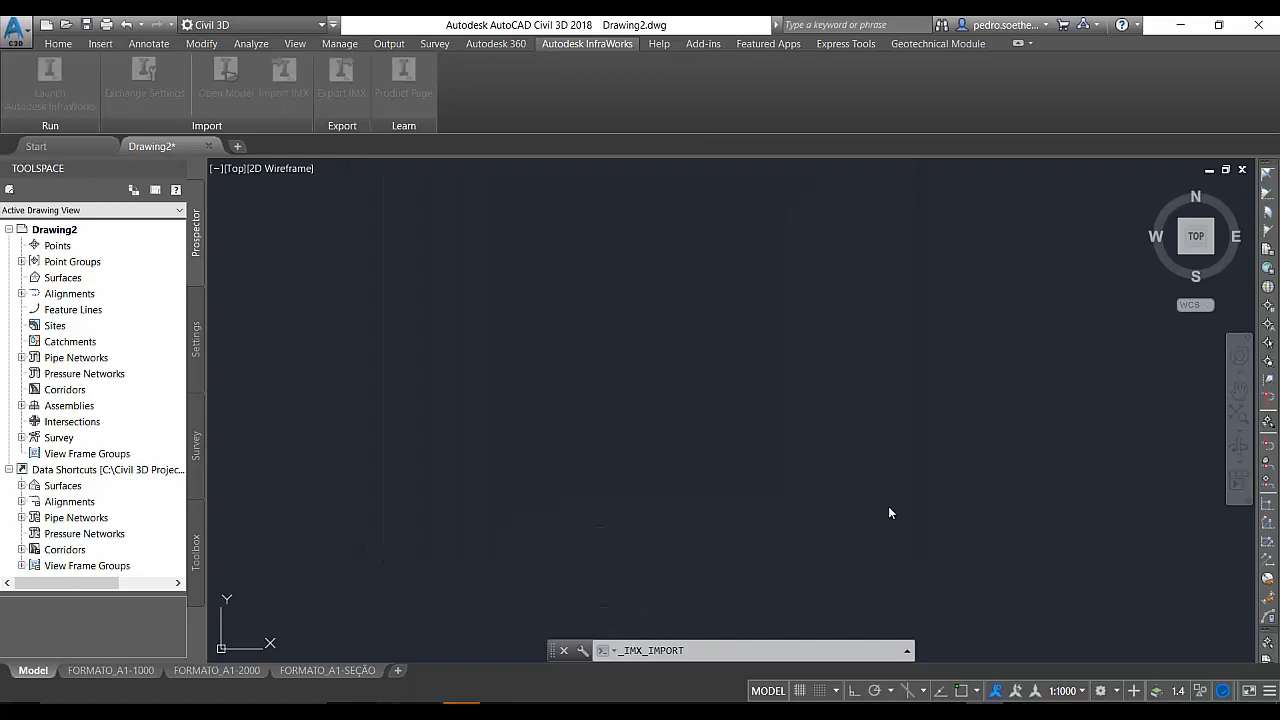 Civil 3D
Autodesk AutoCAD Civil 3D 2018 Drawing2.dwg
Type a keyword or phrase
pedro.soethe...
C3D
Home Insert Annotate Modify Analyze View Manage Output Survey Autodesk 360 Autodesk InfraWorks Help Add-ins Featured Apps Express Tools Geotechnical Module
Launch
Autodesk InfraWorks
Exchange Settings
Open Model
Import IMX
Export IMX
Product Page
Run Import Export Learn
Start Drawing2*
TOOLSPACE
[−][Top][2D Wireframe]
Active Drawing View
Drawing2
Points
Point Groups
Surfaces
Alignments
Feature Lines
Sites
Catchments
Pipe Networks
Pressure Networks
Corridors
Assemblies
Intersections
Survey
View Frame Groups
Data Shortcuts [C:\Civil 3D Projec...
Surfaces
Alignments
Pipe Networks
Pressure Networks
Corridors
View Frame Groups
Prospector
Settings
Survey
Toolbox
N
W TOP E
S
WCS
Y
X
_IMX_IMPORT
Model FORMATO_A1-1000 FORMATO_A1-2000 FORMATO_A1-SEÇÃO
MODEL 1:1000 1.4